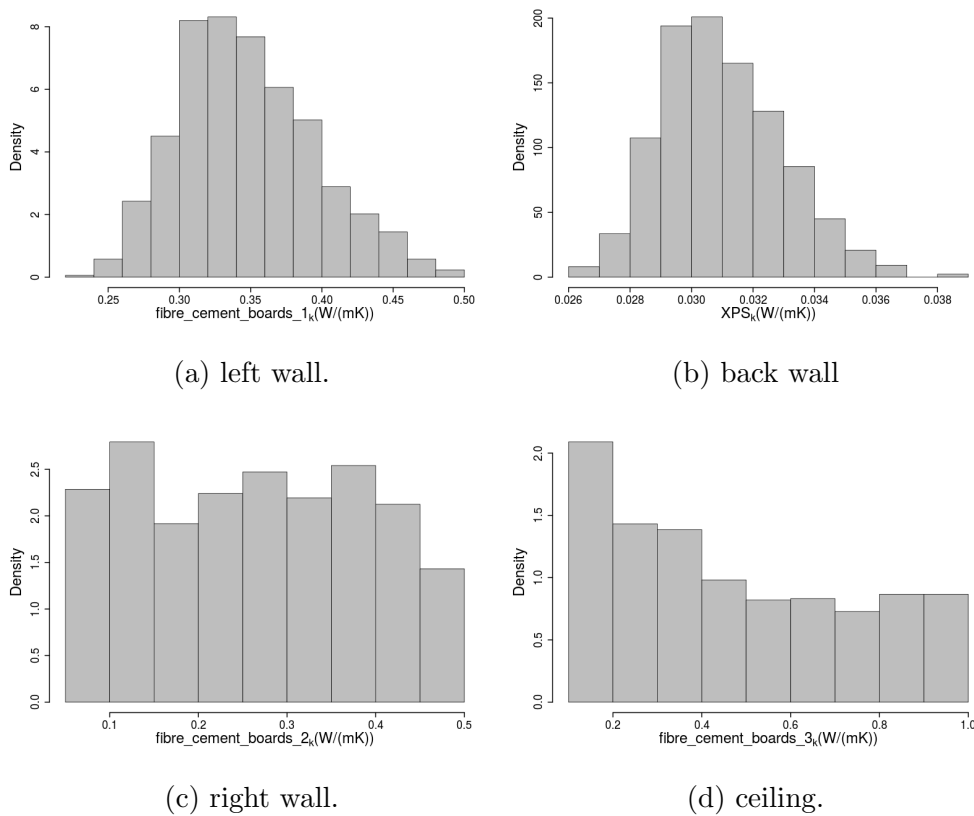 Density
0 2 4 6 8
0.25 0.30 0.35 0.40 0.45 0.50
fibre_cement_boards_1k(W/(mK))
(a) left wall.
Density
0 50 100 150 200
0.026 0.028 0.030 0.032 0.034 0.036 0.038
XPSk(W/(mK))
(b) back wall
Density
0.0 0.5 1.0 1.5 2.0 2.5
0.1 0.2 0.3 0.4 0.5
fibre_cement_boards_2k(W/(mK))
(c) right wall.
Density
0.0 0.5 1.0 1.5 2.0
0.2 0.4 0.6 0.8 1.0
fibre_cement_boards_3k(W/(mK))
(d) ceiling.